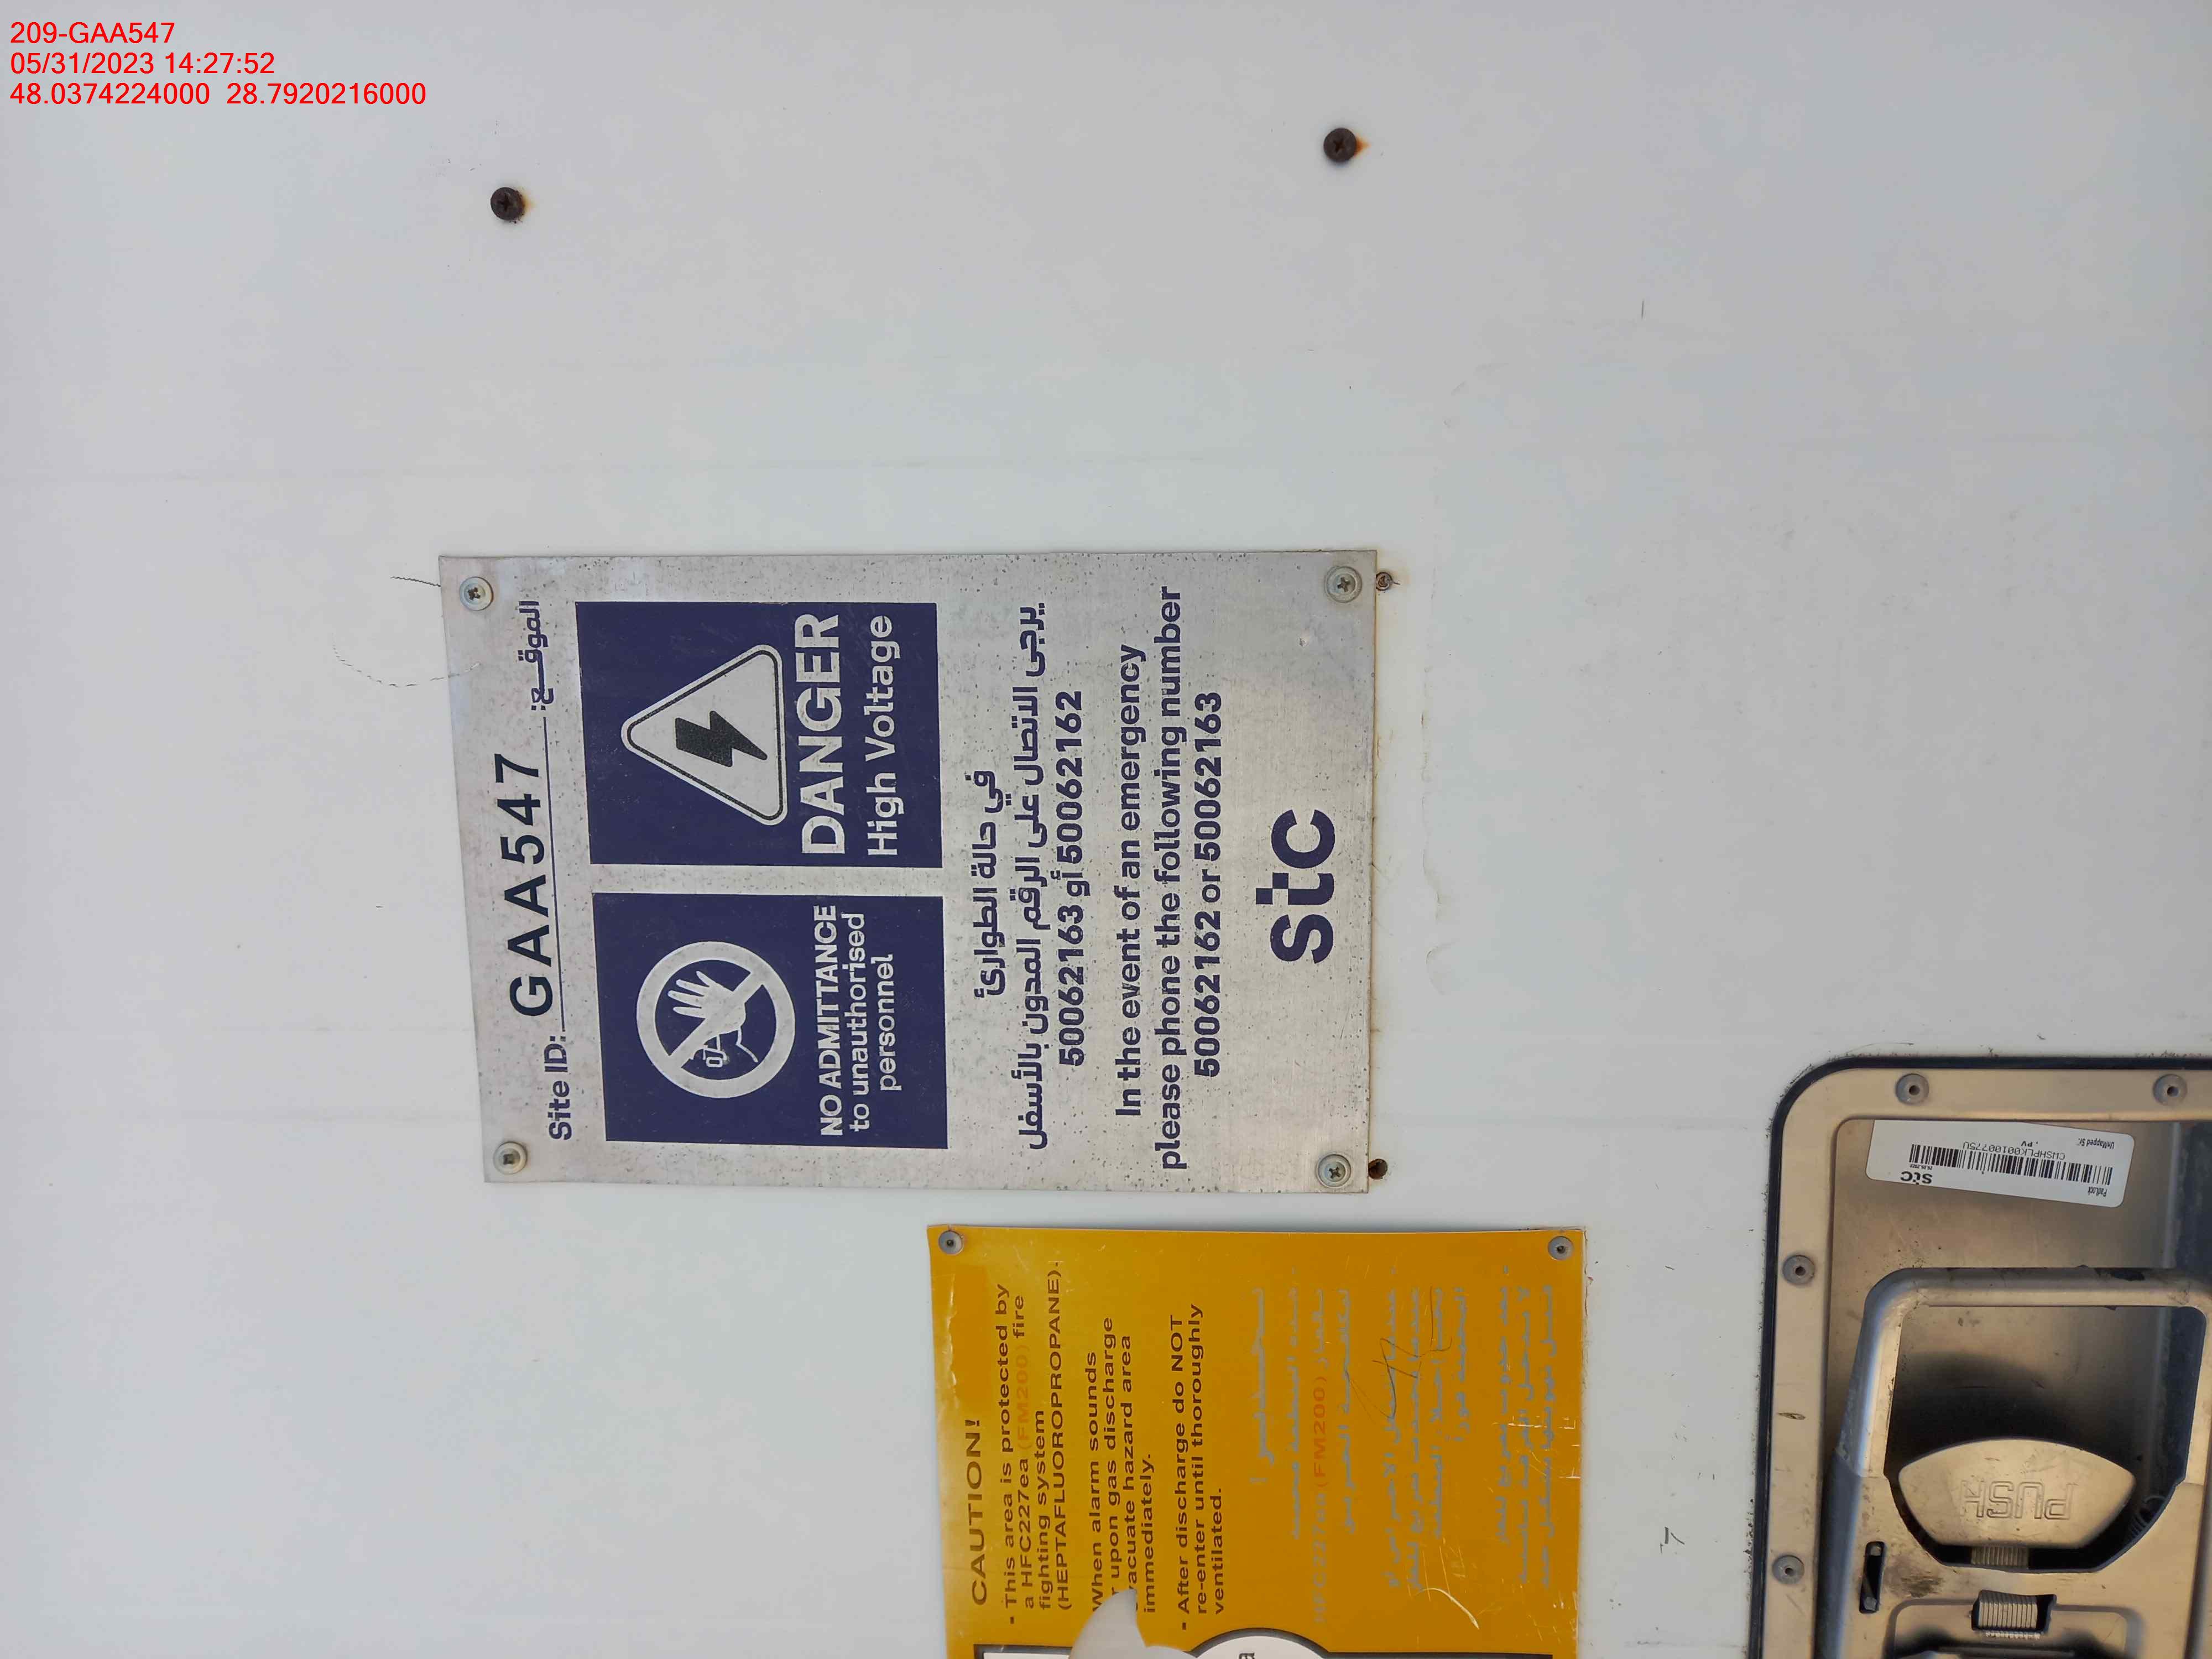 209-GAA547
05/31/2023 14:27:52
48.0374224000 28.7920216000
Site ID: GAA547 الموقع:
NO ADMITTANCE
to unauthorised
personnel
DANGER
High Voltage
في حالة الطوارئ
يرجى الاتصال على الرقم المدون بالأسفل
50062162 أو 50062163
In the event of an emergency
please phone the following number
50062162 or 50062163
stc
CAUTION!
- This area is protected by
a HFC227ea (FM200) fire
fighting system
(HEPTAFLUOROPROPANE).
When alarm sounds
upon gas discharge
immediately.
hazard area
- After discharge do NOT
re-enter until thoroughly
ventilated.
(FM200)
stc
CWSHPLK00100775U
PUSH